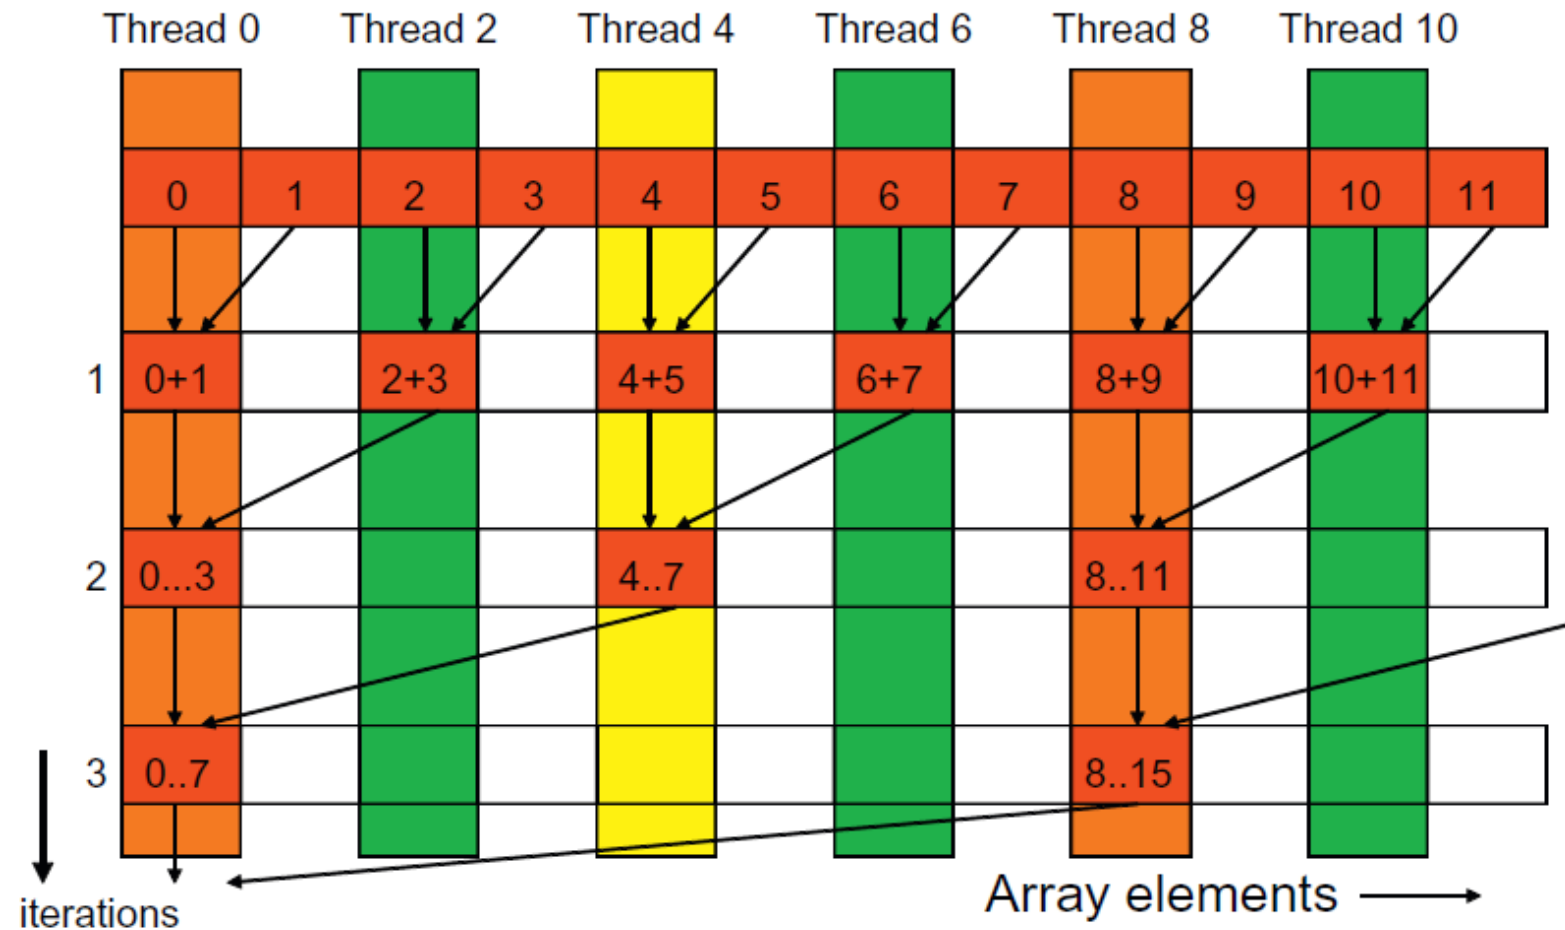 Thread 0 Thread 2 Thread 4 Thread 6 Thread 8 Thread 10
0 1 2 3 4 5 6 7 8 9 10 11
1 0+1 2+3 4+5 6+7 8+9 10+11
2 0...3 4..7 8..11
3 0..7 8..15
Array elements
iterations